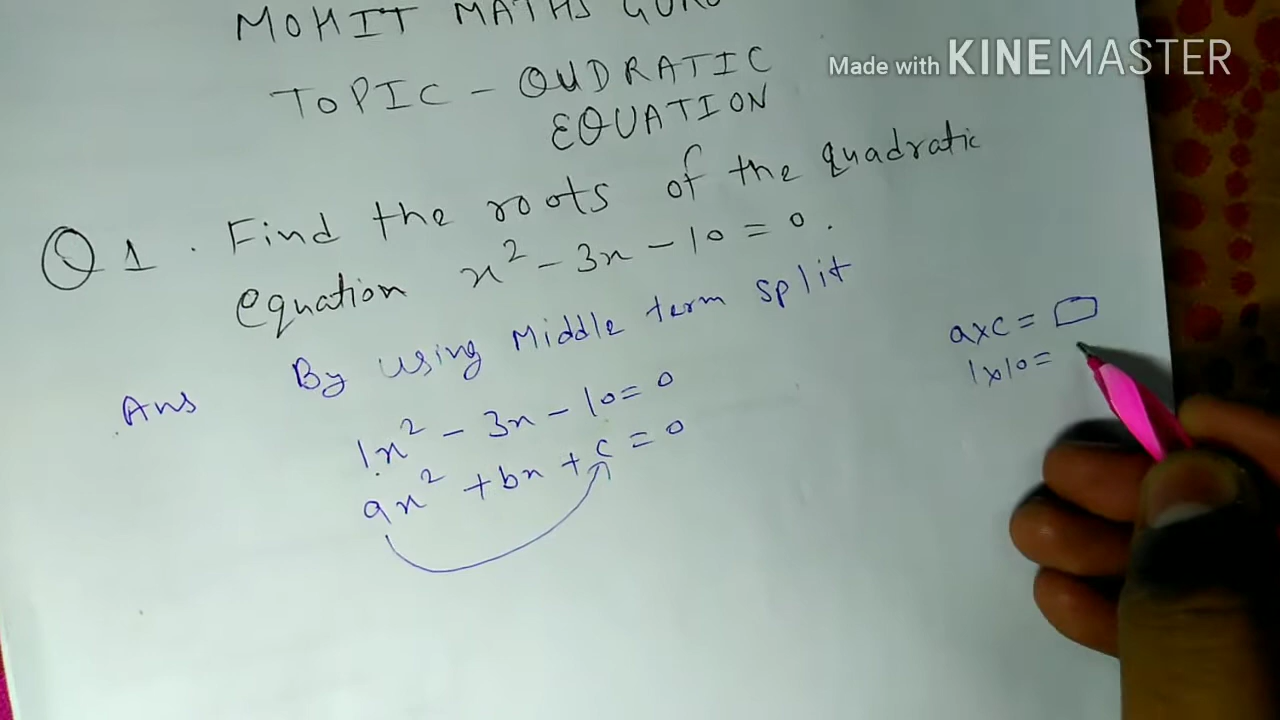 MOHIT MATHS GURU
Made with KINEMASTER
TOPIC - QUDRATIC
EQUATION
Q1. Find the roots of the quadratic
equation x² - 3x - 10 = 0.
Ans By using Middle term split
1x² - 3x - 10 = 0
ax² + bx + c = 0
a×c =
1×10 =